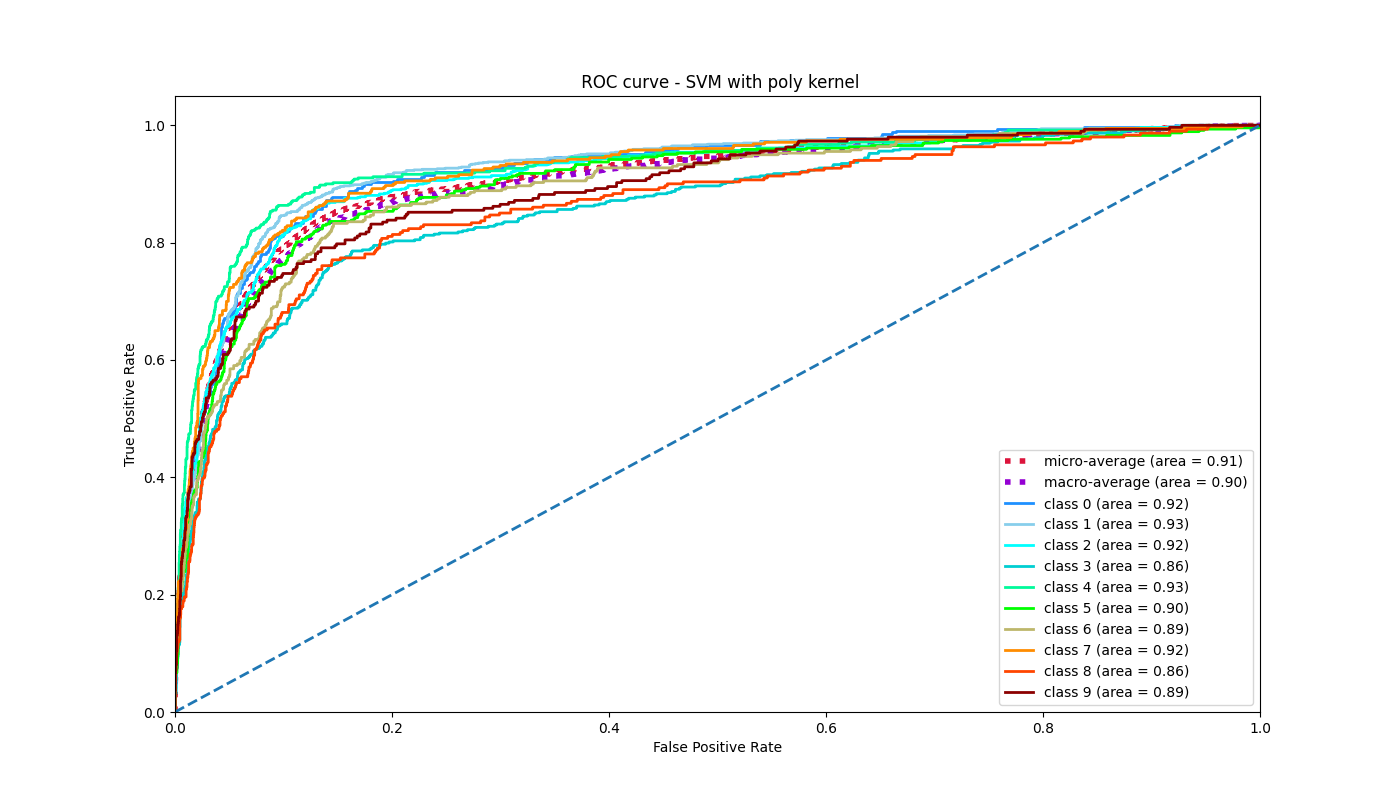 ROC curve - SVM with poly kernel
1.0
0.8
0.6
0.4
0.2
0.0
True Positive Rate
0.0 0.2 0.4 0.6 0.8 1.0
False Positive Rate
micro-average (area = 0.91)
macro-average (area = 0.90)
class 0 (area = 0.92)
class 1 (area = 0.93)
class 2 (area = 0.92)
class 3 (area = 0.86)
class 4 (area = 0.93)
class 5 (area = 0.90)
class 6 (area = 0.89)
class 7 (area = 0.92)
class 8 (area = 0.86)
class 9 (area = 0.89)